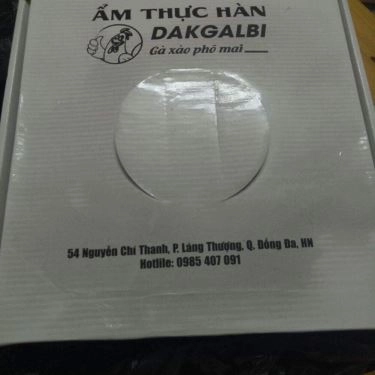 ẨM THỰC HÀN
DAKGALBI
Gà xào phô mai
54 Nguyễn Chí Thanh, P. Láng Thượng, Q. Đống Đa, HN
Hotlile: 0985 407 091